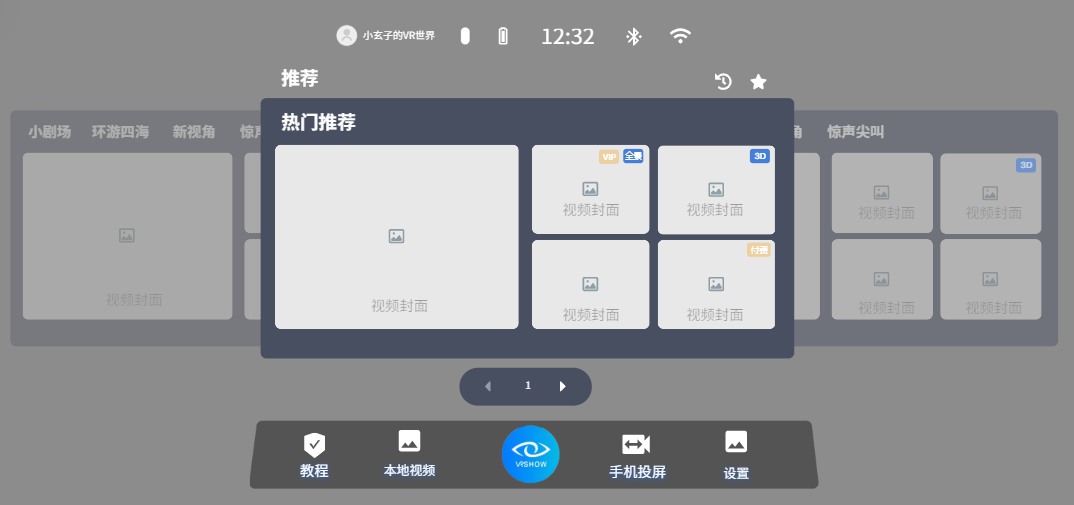 小玄子的VR世界
12:32
推荐
小剧场 环游四海 新视角
热门推荐
惊声尖叫
VIP 全景
3D
3D
视频封面
视频封面
视频封面
视频封面
付费
视频封面
视频封面
视频封面
视频封面
视频封面
视频封面
1
VRSHOW
教程
本地视频
手机投屏
设置